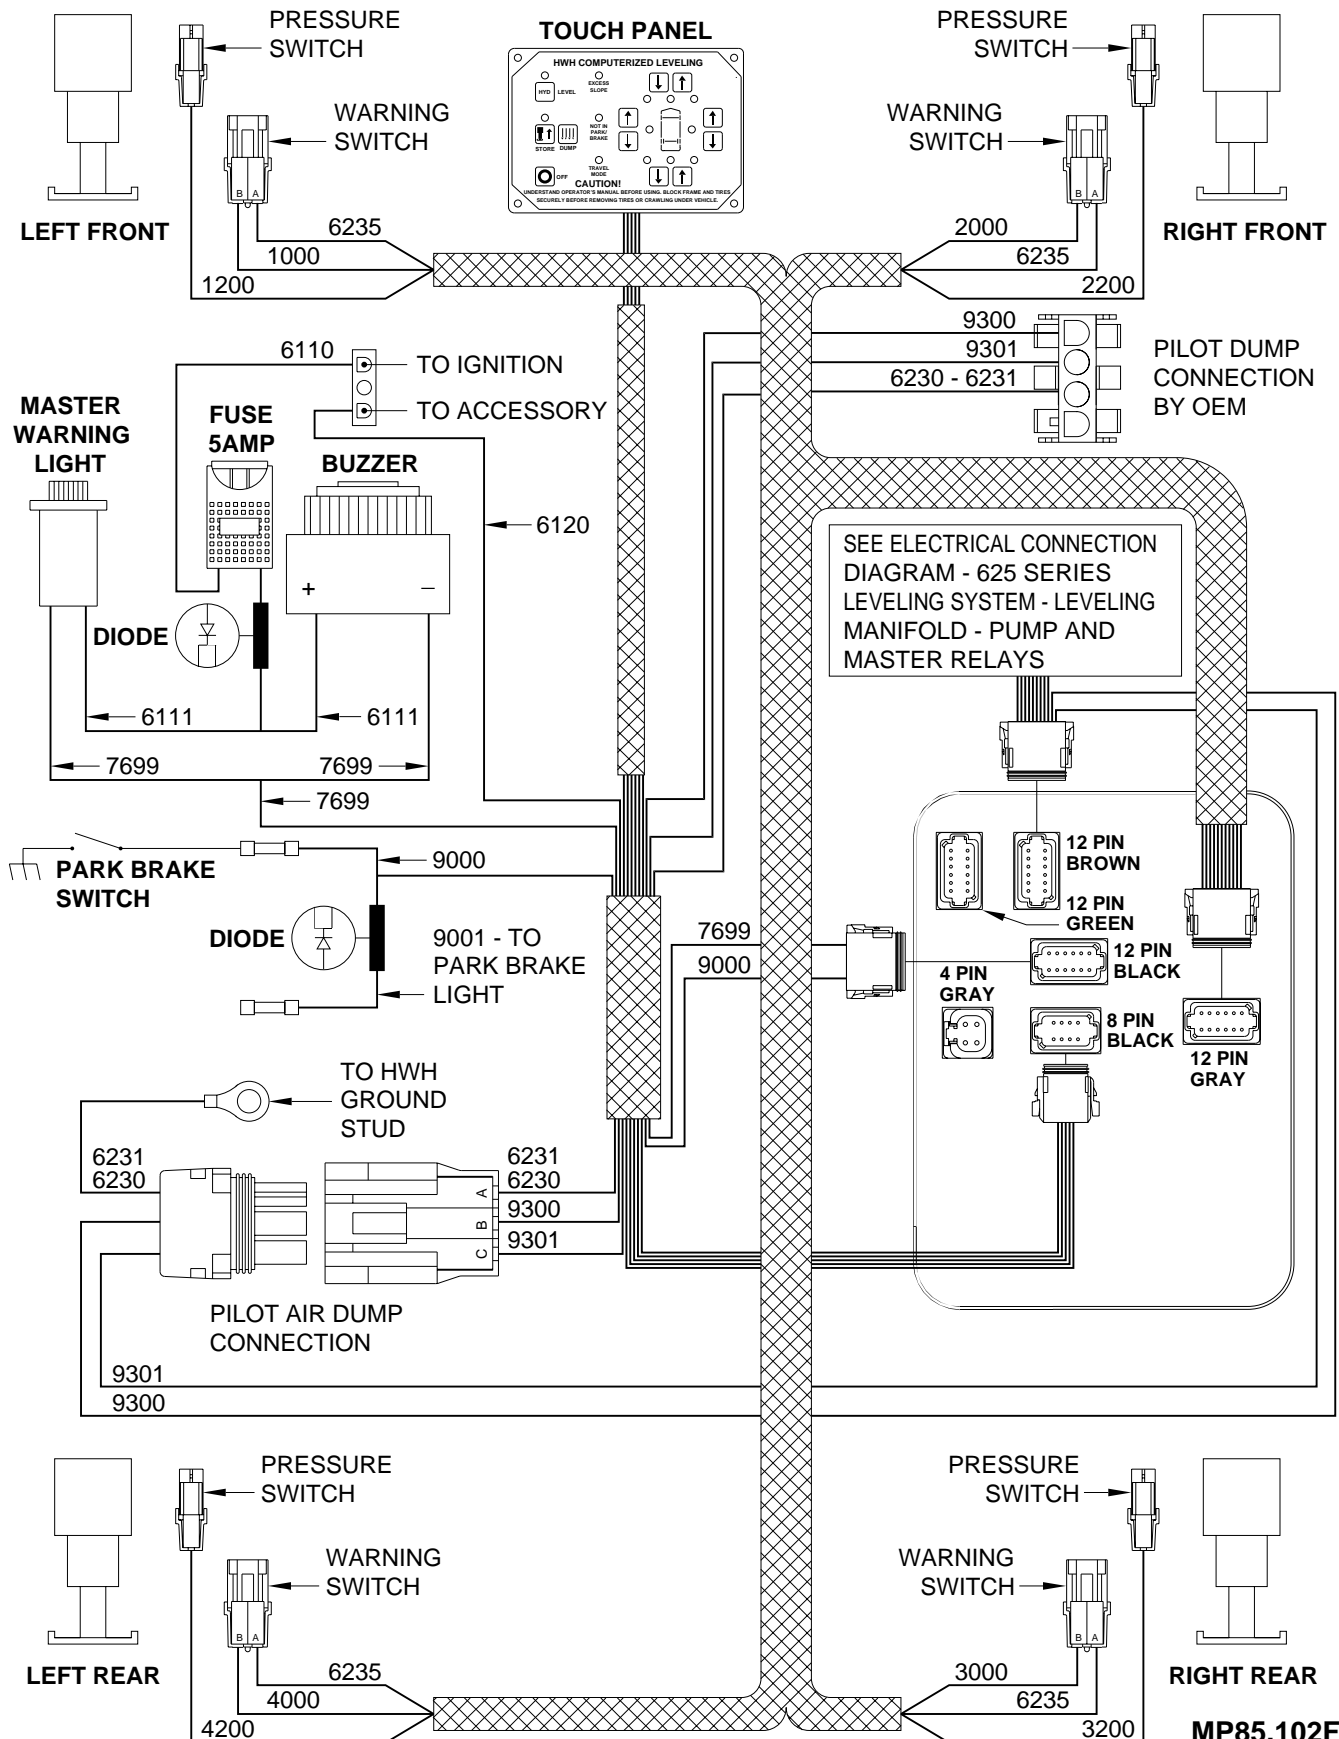 PRESSURE
SWITCH
TOUCH PANEL
PRESSURE
SWITCH
HWH COMPUTERIZED LEVELING
HYD LEVEL
EXCESS
SLOPE
NOT IN
PARK/
BRAKE
STORE DUMP
TRAVEL
MODE
OFF
CAUTION!
UNDERSTAND OPERATOR'S MANUAL BEFORE USING. BLOCK FRAME AND TIRES
SECURELY BEFORE REMOVING TIRES OR CRAWLING UNDER VEHICLE.
WARNING
SWITCH
WARNING
SWITCH
B A
B A
LEFT FRONT
RIGHT FRONT
6235
1000
1200
2000
6235
2200
9300
9301
6230 - 6231
PILOT DUMP
CONNECTION
BY OEM
6110
TO IGNITION
TO ACCESSORY
MASTER
WARNING
LIGHT
FUSE
5AMP
BUZZER
6120
+ –
DIODE
SEE ELECTRICAL CONNECTION
DIAGRAM - 625 SERIES
LEVELING SYSTEM - LEVELING
MANIFOLD - PUMP AND
MASTER RELAYS
6111
6111
7699
7699
7699
PARK BRAKE
SWITCH
9000
12 PIN
BROWN
12 PIN
GREEN
DIODE
9001 - TO
PARK BRAKE
LIGHT
7699
9000
12 PIN
BLACK
4 PIN
GRAY
8 PIN
BLACK
12 PIN
GRAY
TO HWH
GROUND
STUD
6231
6230
6231
6230
9300
9301
A
B
C
PILOT AIR DUMP
CONNECTION
9301
9300
PRESSURE
SWITCH
PRESSURE
SWITCH
WARNING
SWITCH
WARNING
SWITCH
B A
B A
LEFT REAR
RIGHT REAR
6235
4000
4200
3000
6235
3200
MP85.102F